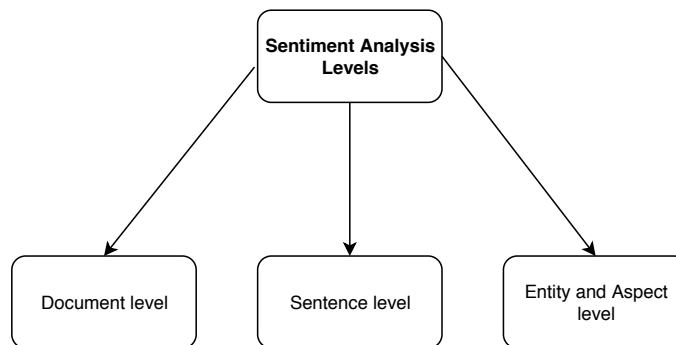 Sentiment Analysis
Levels
Document level
Sentence level
Entity and Aspect
level